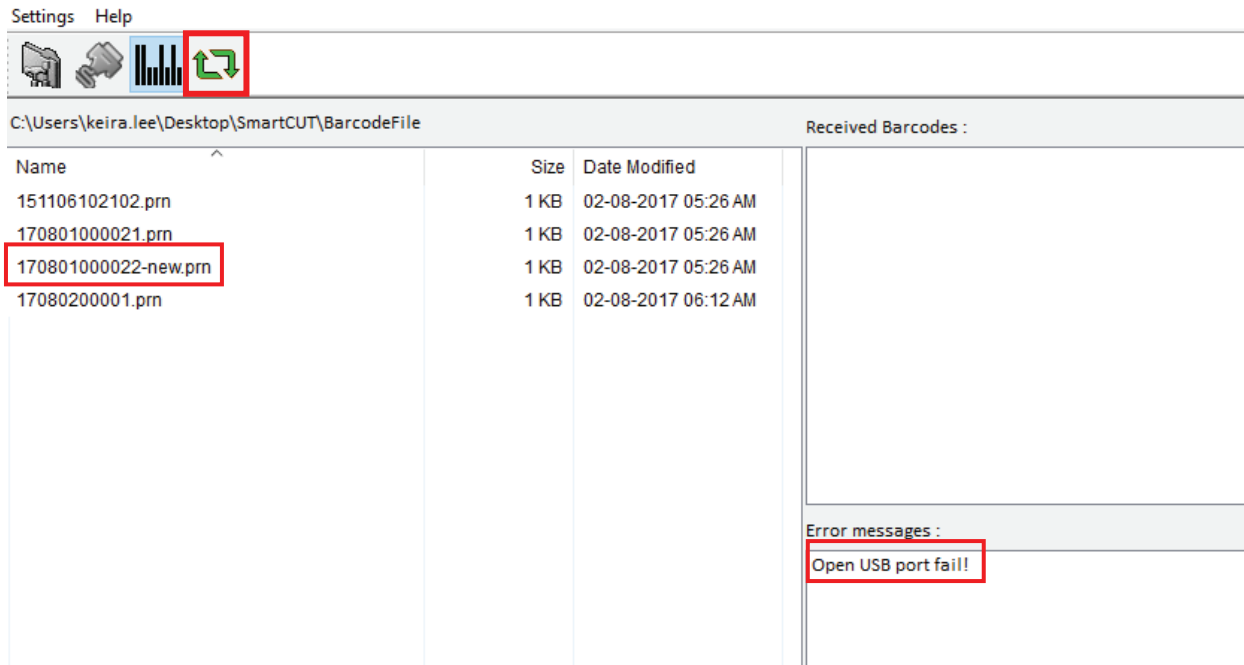 Settings Help
C:\Users\keira.lee\Desktop\SmartCUT\BarcodeFile
Name Size Date Modified
151106102102.prn 1 KB 02-08-2017 05:26 AM
170801000021.prn 1 KB 02-08-2017 05:26 AM
170801000022-new.prn 1 KB 02-08-2017 05:26 AM
17080200001.prn 1 KB 02-08-2017 06:12 AM
Received Barcodes :
Error messages :
Open USB port fail!